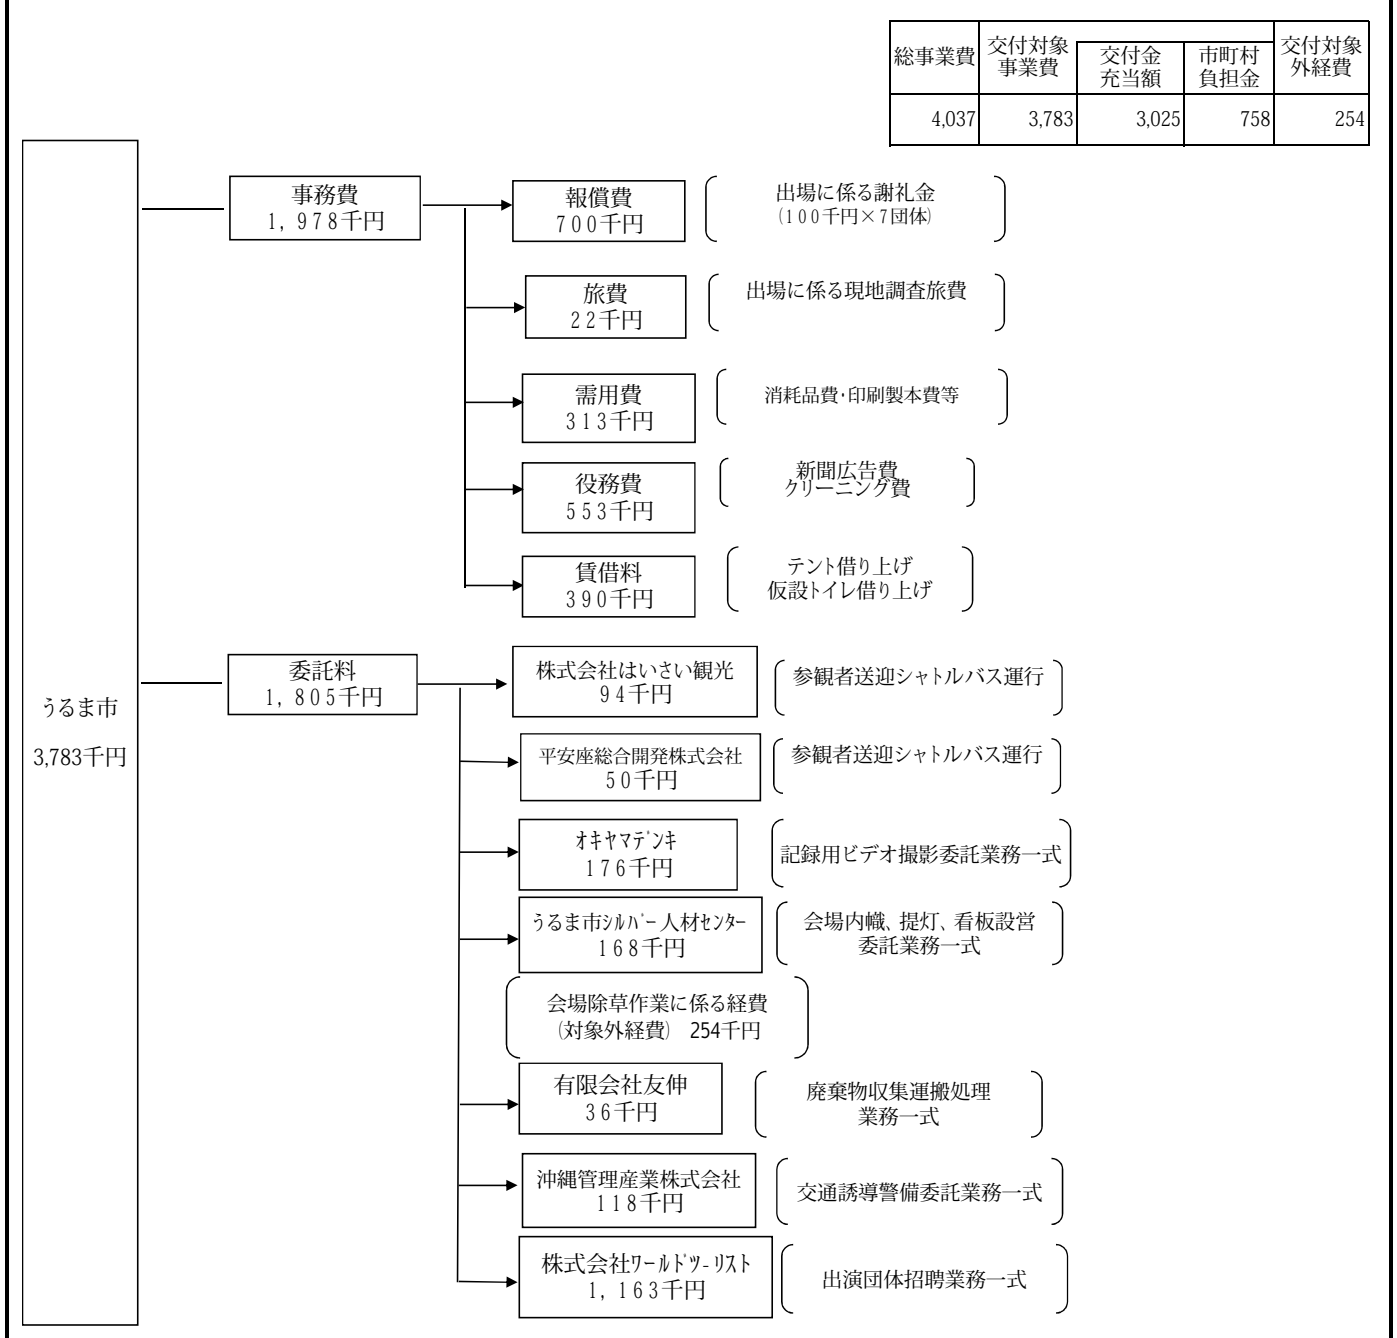 総事業費
交付対象
事業費
交付金
充当額
市町村
負担金
交付対象
外経費
4,037
3,783
3,025
758
254
うるま市
3,783千円
事務費
1,978千円
報償費
700千円
出場に係る謝礼金
(100千円×7団体)
旅費
22千円
出場に係る現地調査旅費
需用費
313千円
消耗品費・印刷製本費等
役務費
553千円
新聞広告費
クリーニング費
賃借料
390千円
テント借り上げ
仮設トイレ借り上げ
委託料
1,805千円
株式会社はいさい観光
94千円
参観者送迎シャトルバス運行
平安座総合開発株式会社
50千円
参観者送迎シャトルバス運行
ｵｷﾔﾏﾃﾞﾝｷ
176千円
記録用ビデオ撮影委託業務一式
うるま市ｼﾙﾊﾞｰ人材ｾﾝﾀｰ
168千円
会場内幟、提灯、看板設営
委託業務一式
会場除草作業に係る経費
(対象外経費)　254千円
有限会社友伸
36千円
廃棄物収集運搬処理
業務一式
沖縄管理産業株式会社
118千円
交通誘導警備委託業務一式
株式会社ﾜｰﾙﾄﾞﾂ-ﾘｽﾄ
1,163千円
出演団体招聘業務一式